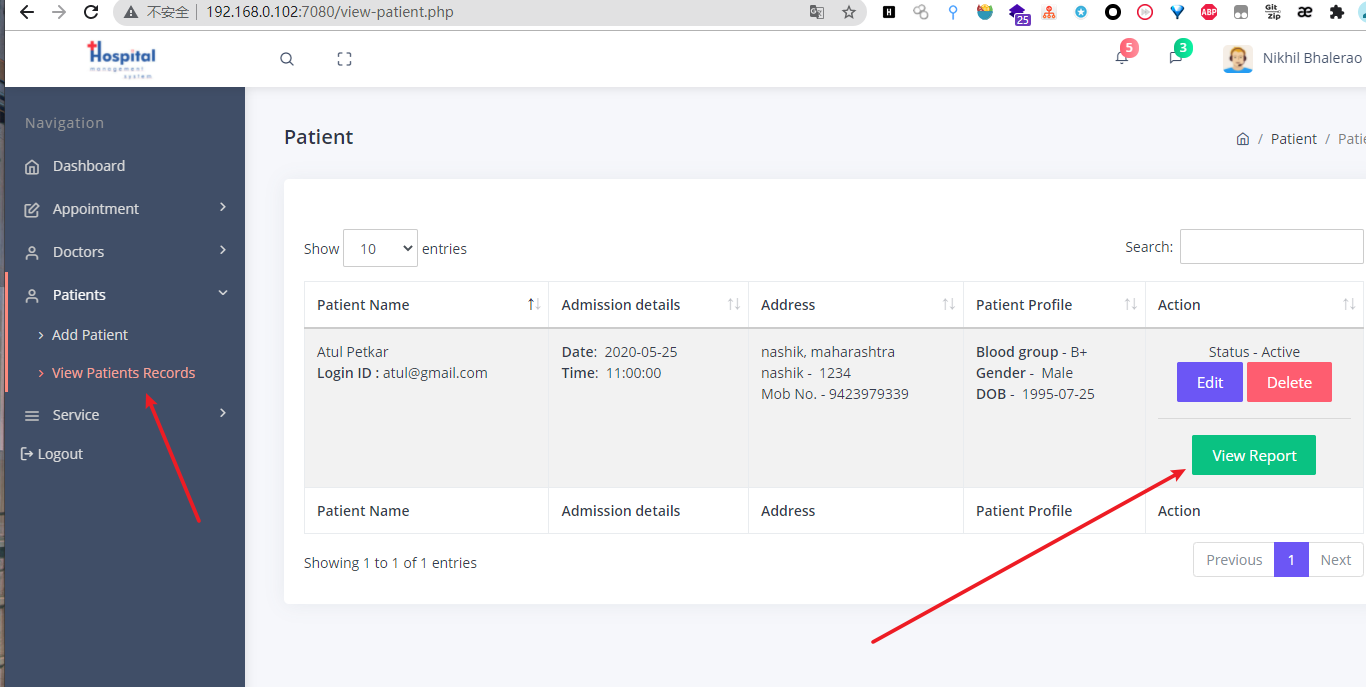 不安全 192.168.0.102:7080/view-patient.php
25
ABP
Git zip
æ
Hospital
management
system
5
3
Nikhil Bhalerao
Navigation
Dashboard
Appointment
Doctors
Patients
Add Patient
View Patients Records
Service
Logout
Patient
/ Patient / Patie
Show 10 entries
Search:
Patient Name Admission details Address Patient Profile Action
Atul Petkar
Login ID : atul@gmail.com
Date: 2020-05-25
Time: 11:00:00
nashik, maharashtra
nashik - 1234
Mob No. - 9423979339
Blood group - B+
Gender - Male
DOB - 1995-07-25
Status - Active
Edit Delete
View Report
Patient Name Admission details Address Patient Profile Action
Showing 1 to 1 of 1 entries
Previous 1 Next